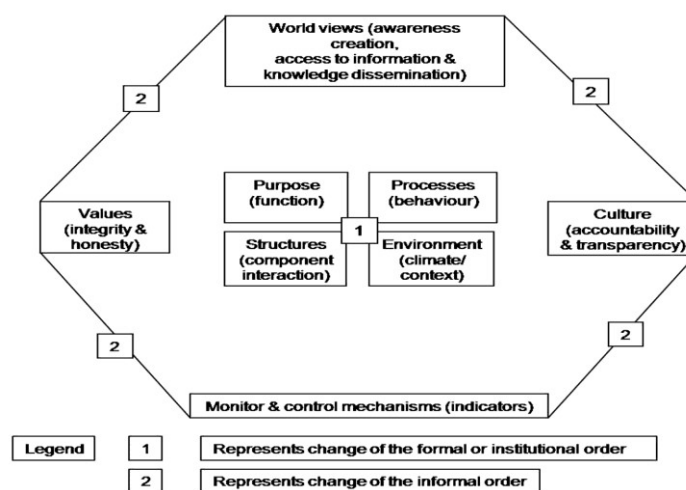 World views (awareness
creation,
access to information &
knowledge dissemination)
2
2
Purpose
(function)
Processes
(behaviour)
Values
(integrity &
honesty)
1
Culture
(accountability
& transparency)
Structures
(component
interaction)
Environment
(climate/
context)
2
2
Monitor & control mechanisms (indicators)
Legend
1
Represents change of the formal or institutional order
2
Represents change of the informal order